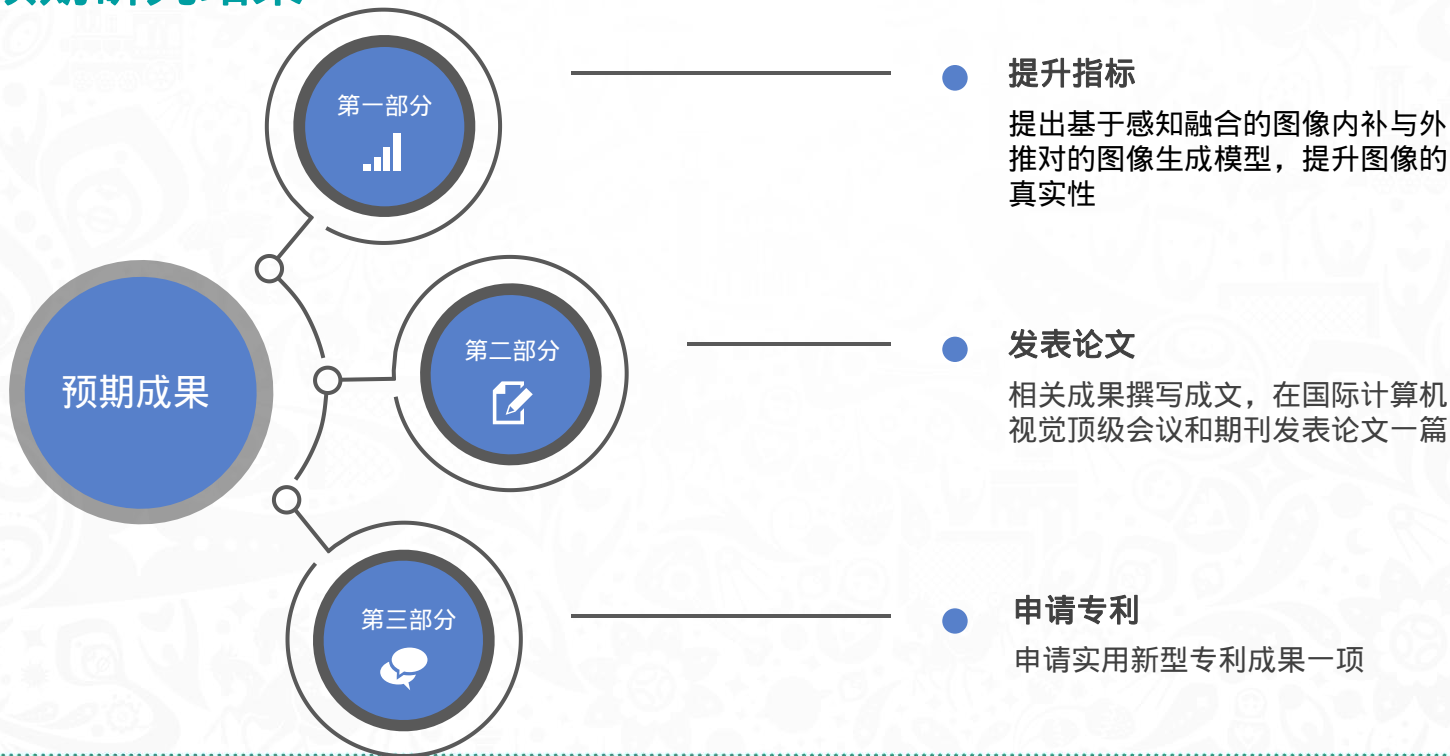 预期成果
第一部分
提升指标
提出基于感知融合的图像内补与外
推对的图像生成模型，提升图像的
真实性
第二部分
发表论文
相关成果撰写成文，在国际计算机
视觉顶级会议和期刊发表论文一篇
第三部分
申请专利
申请实用新型专利成果一项